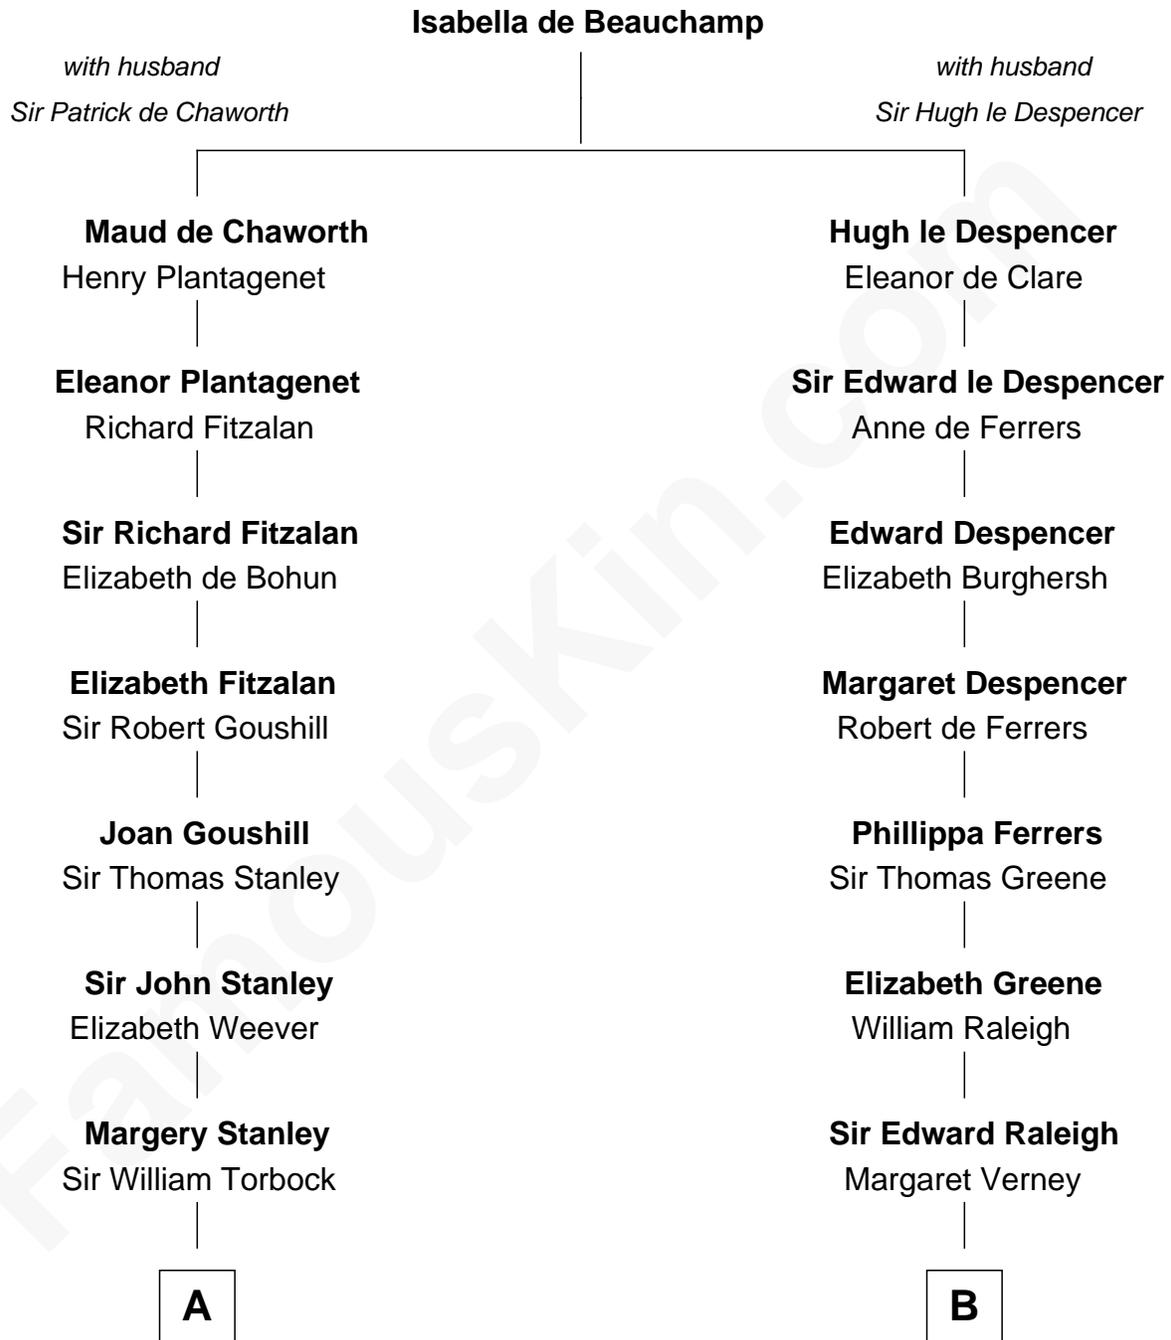 Isabella de Beauchamp
with husband
Sir Patrick de Chaworth
with husband
Sir Hugh le Despencer
Maud de Chaworth
Henry Plantagenet
Hugh le Despencer
Eleanor de Clare
Eleanor Plantagenet
Richard Fitzalan
Sir Edward le Despencer
Anne de Ferrers
Sir Richard Fitzalan
Elizabeth de Bohun
Edward Despencer
Elizabeth Burghersh
Elizabeth Fitzalan
Sir Robert Goushill
Margaret Despencer
Robert de Ferrers
Joan Goushill
Sir Thomas Stanley
Phillippa Ferrers
Sir Thomas Greene
Sir John Stanley
Elizabeth Weever
Elizabeth Greene
William Raleigh
Margery Stanley
Sir William Torbock
Sir Edward Raleigh
Margaret Verney
A
B
FamousKin.com